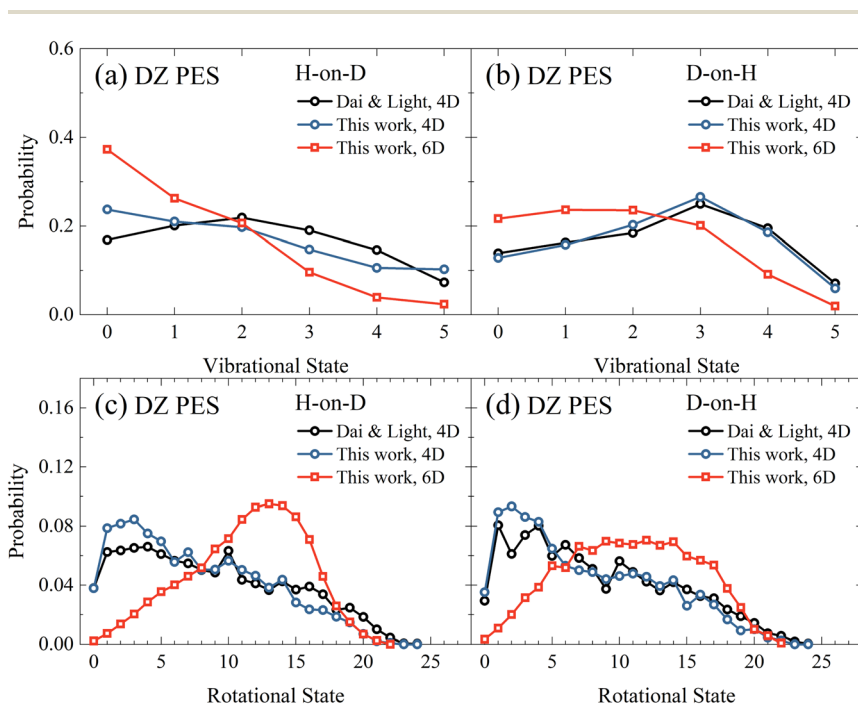 (a) DZ PES H-on-D
Dai & Light, 4D
This work, 4D
This work, 6D
(b) DZ PES D-on-H
Dai & Light, 4D
This work, 4D
This work, 6D
Probability
0.6
0.4
0.2
0.0
0 1 2 3 4 5
0 1 2 3 4 5
Vibrational State
Vibrational State
(c) DZ PES H-on-D
Dai & Light, 4D
This work, 4D
This work, 6D
(d) DZ PES D-on-H
Dai & Light, 4D
This work, 4D
This work, 6D
Probability
0.16
0.12
0.08
0.04
0.00
0 5 10 15 20 25
0 5 10 15 20 25
Rotational State
Rotational State